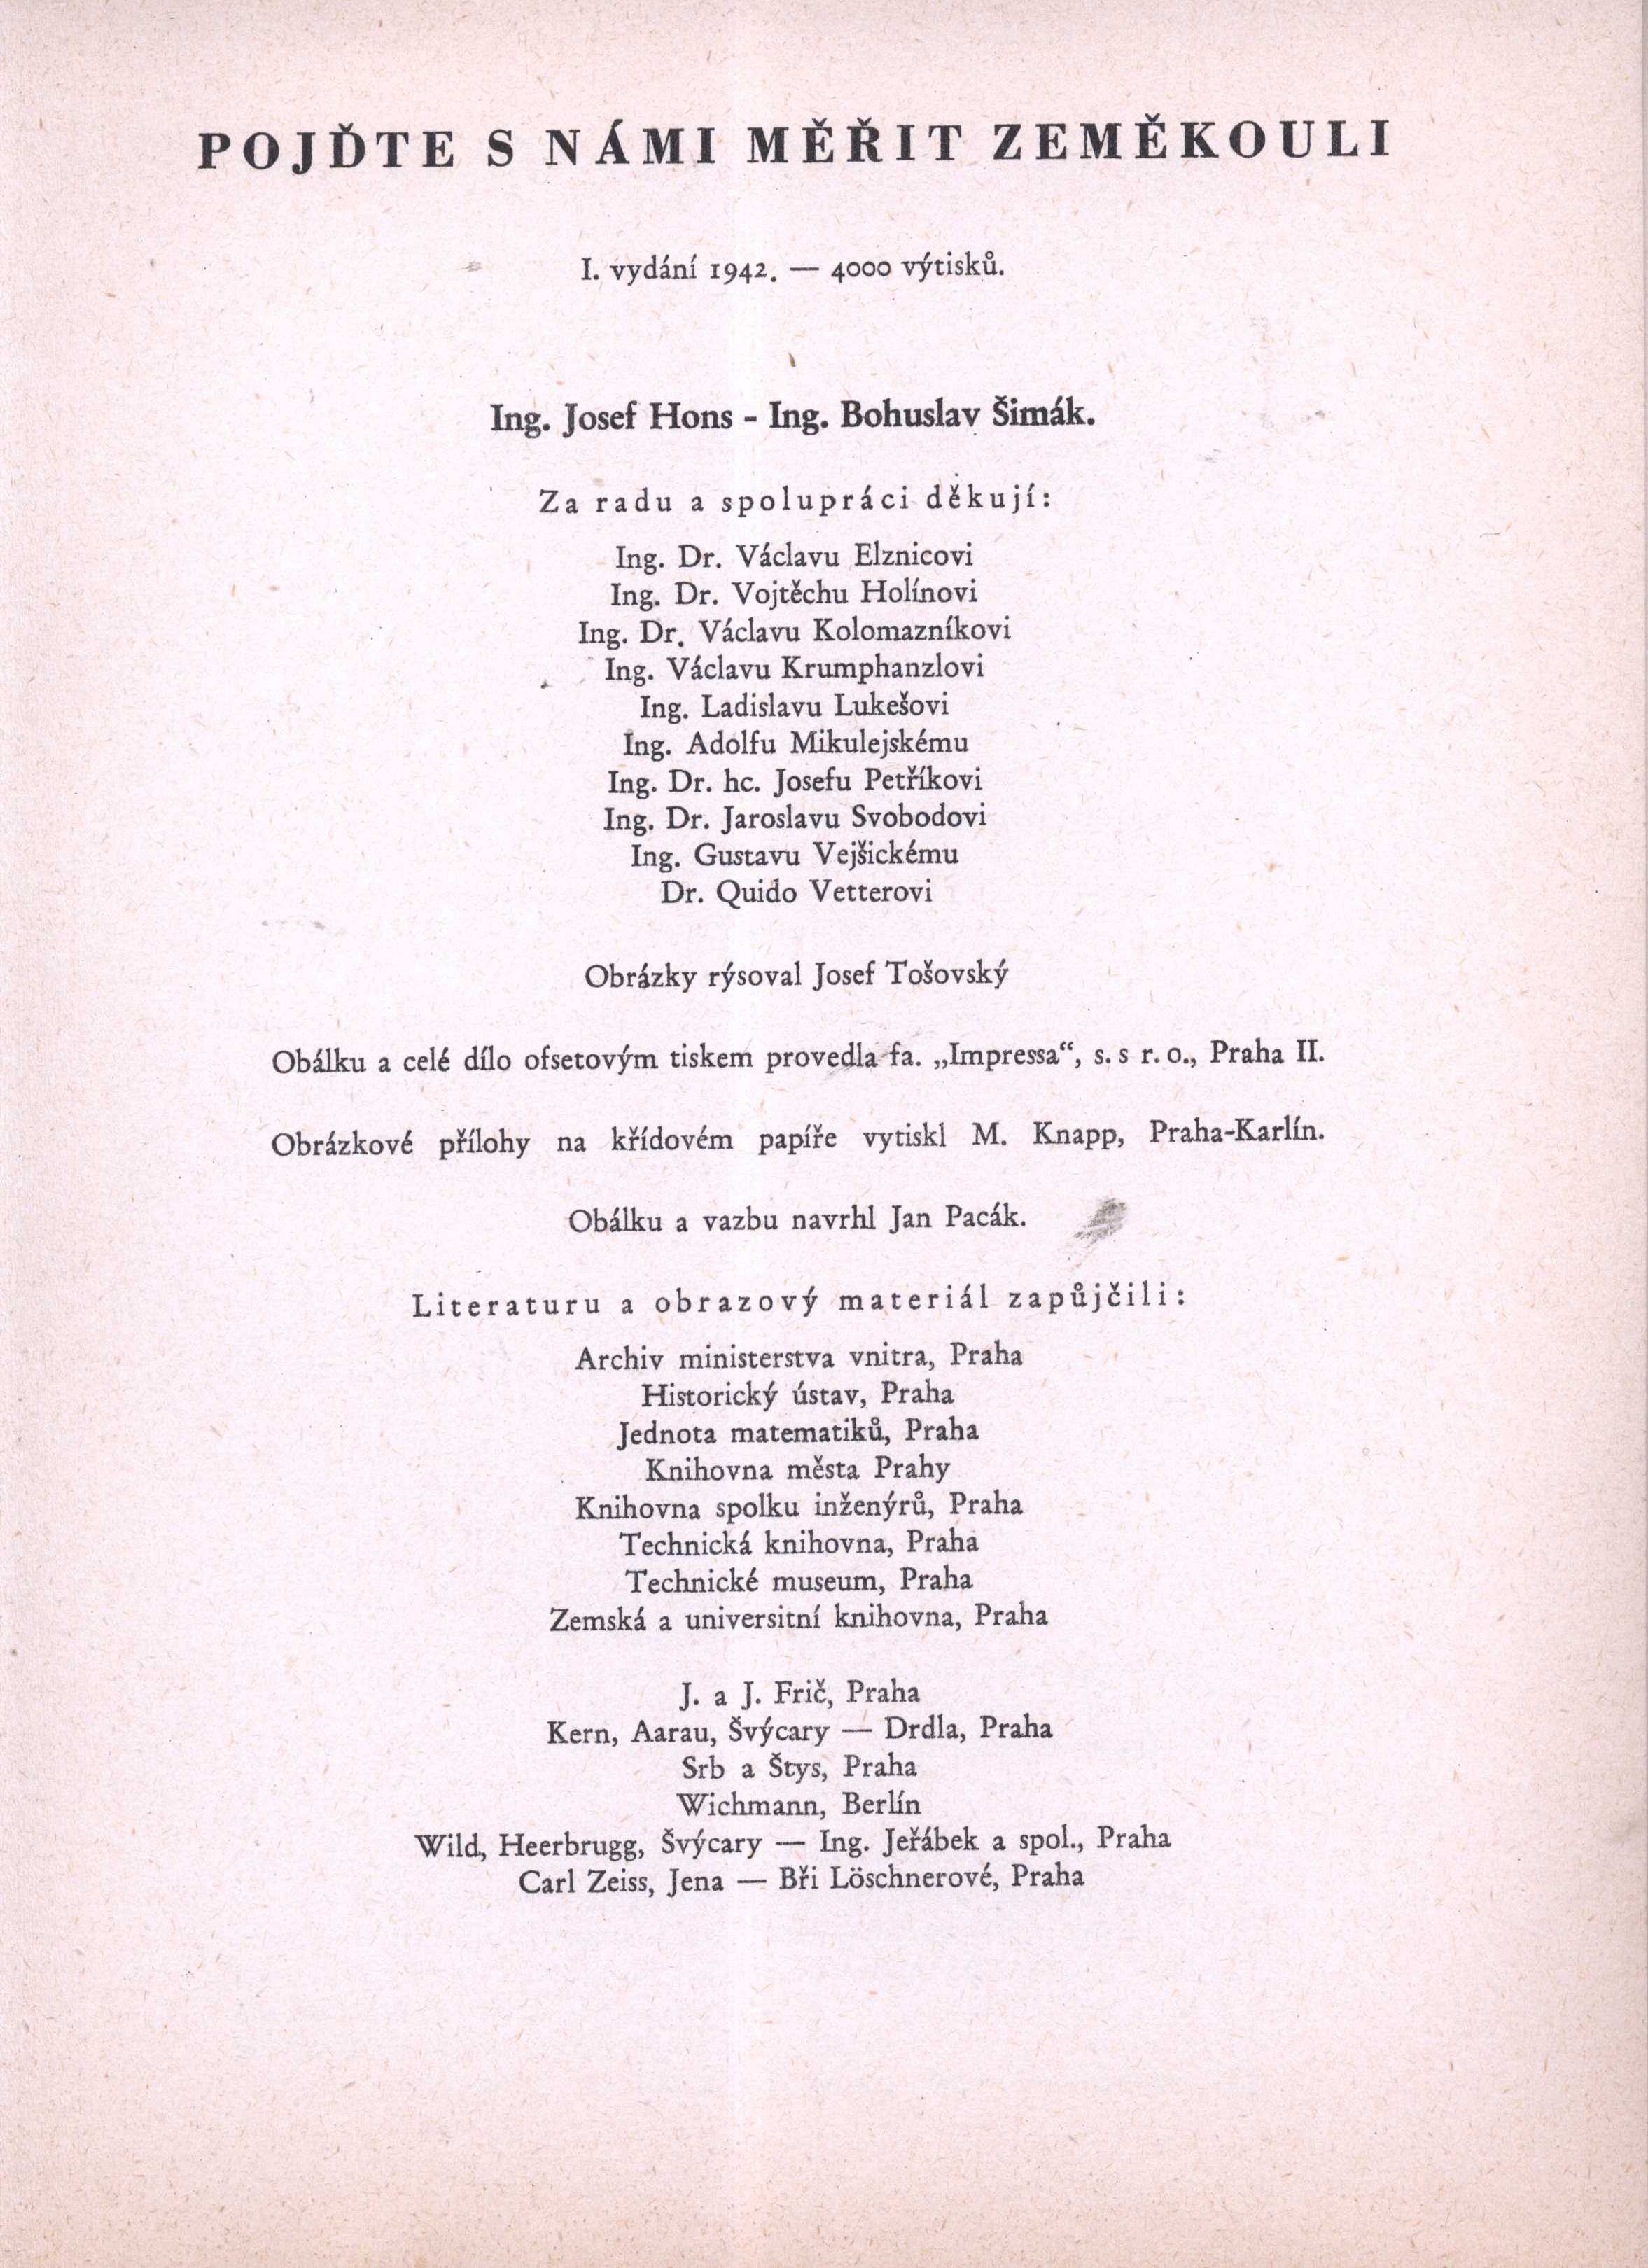 POJĎTE S NÁMI MĚŘIT ZEMĚKOULI
I. vydání 1942. — 4000 výtisků.
Ing. Josef Hons - Ing. Bohuslav Šimák.
Za radu a spolupráci děkují:
Ing. Dr. Václavu Elznicovi
Ing. Dr. Vojtěchu Holínovi
Ing. Dr. Václavu Kolomazníkovi
Ing. Václavu Krumphanzlovi
Ing. Ladislavu Lukešovi
Ing. Adolfu Mikulejskému
Ing. Dr. hc. Josefu Petříkovi
Ing. Dr. Jaroslavu Svobodovi
Ing. Gustavu Vejšickému
Dr. Quido Vetterovi
Obrázky rýsoval Josef Tošovský
Obálku a celé dílo ofsetovým tiskem provedla fa. „Impressa“, s. s r. o., Praha II.
Obrázkové přílohy na křídovém papíře vytiskl M. Knapp, Praha-Karlín.
Obálku a vazbu navrhl Jan Pacák.
Literaturu a obrazový materiál zapůjčili:
Archiv ministerstva vnitra, Praha
Historický ústav, Praha
Jednota matematiků, Praha
Knihovna města Prahy
Knihovna spolku inženýrů, Praha
Technická knihovna, Praha
Technické museum, Praha
Zemská a universitní knihovna, Praha
J. a J. Frič, Praha
Kern, Aarau, Švýcary — Drdla, Praha
Srb a Štys, Praha
Wichmann, Berlín
Wild, Heerbrugg, Švýcary — Ing. Jeřábek a spol., Praha
Carl Zeiss, Jena — Bři Löschnerové, Praha